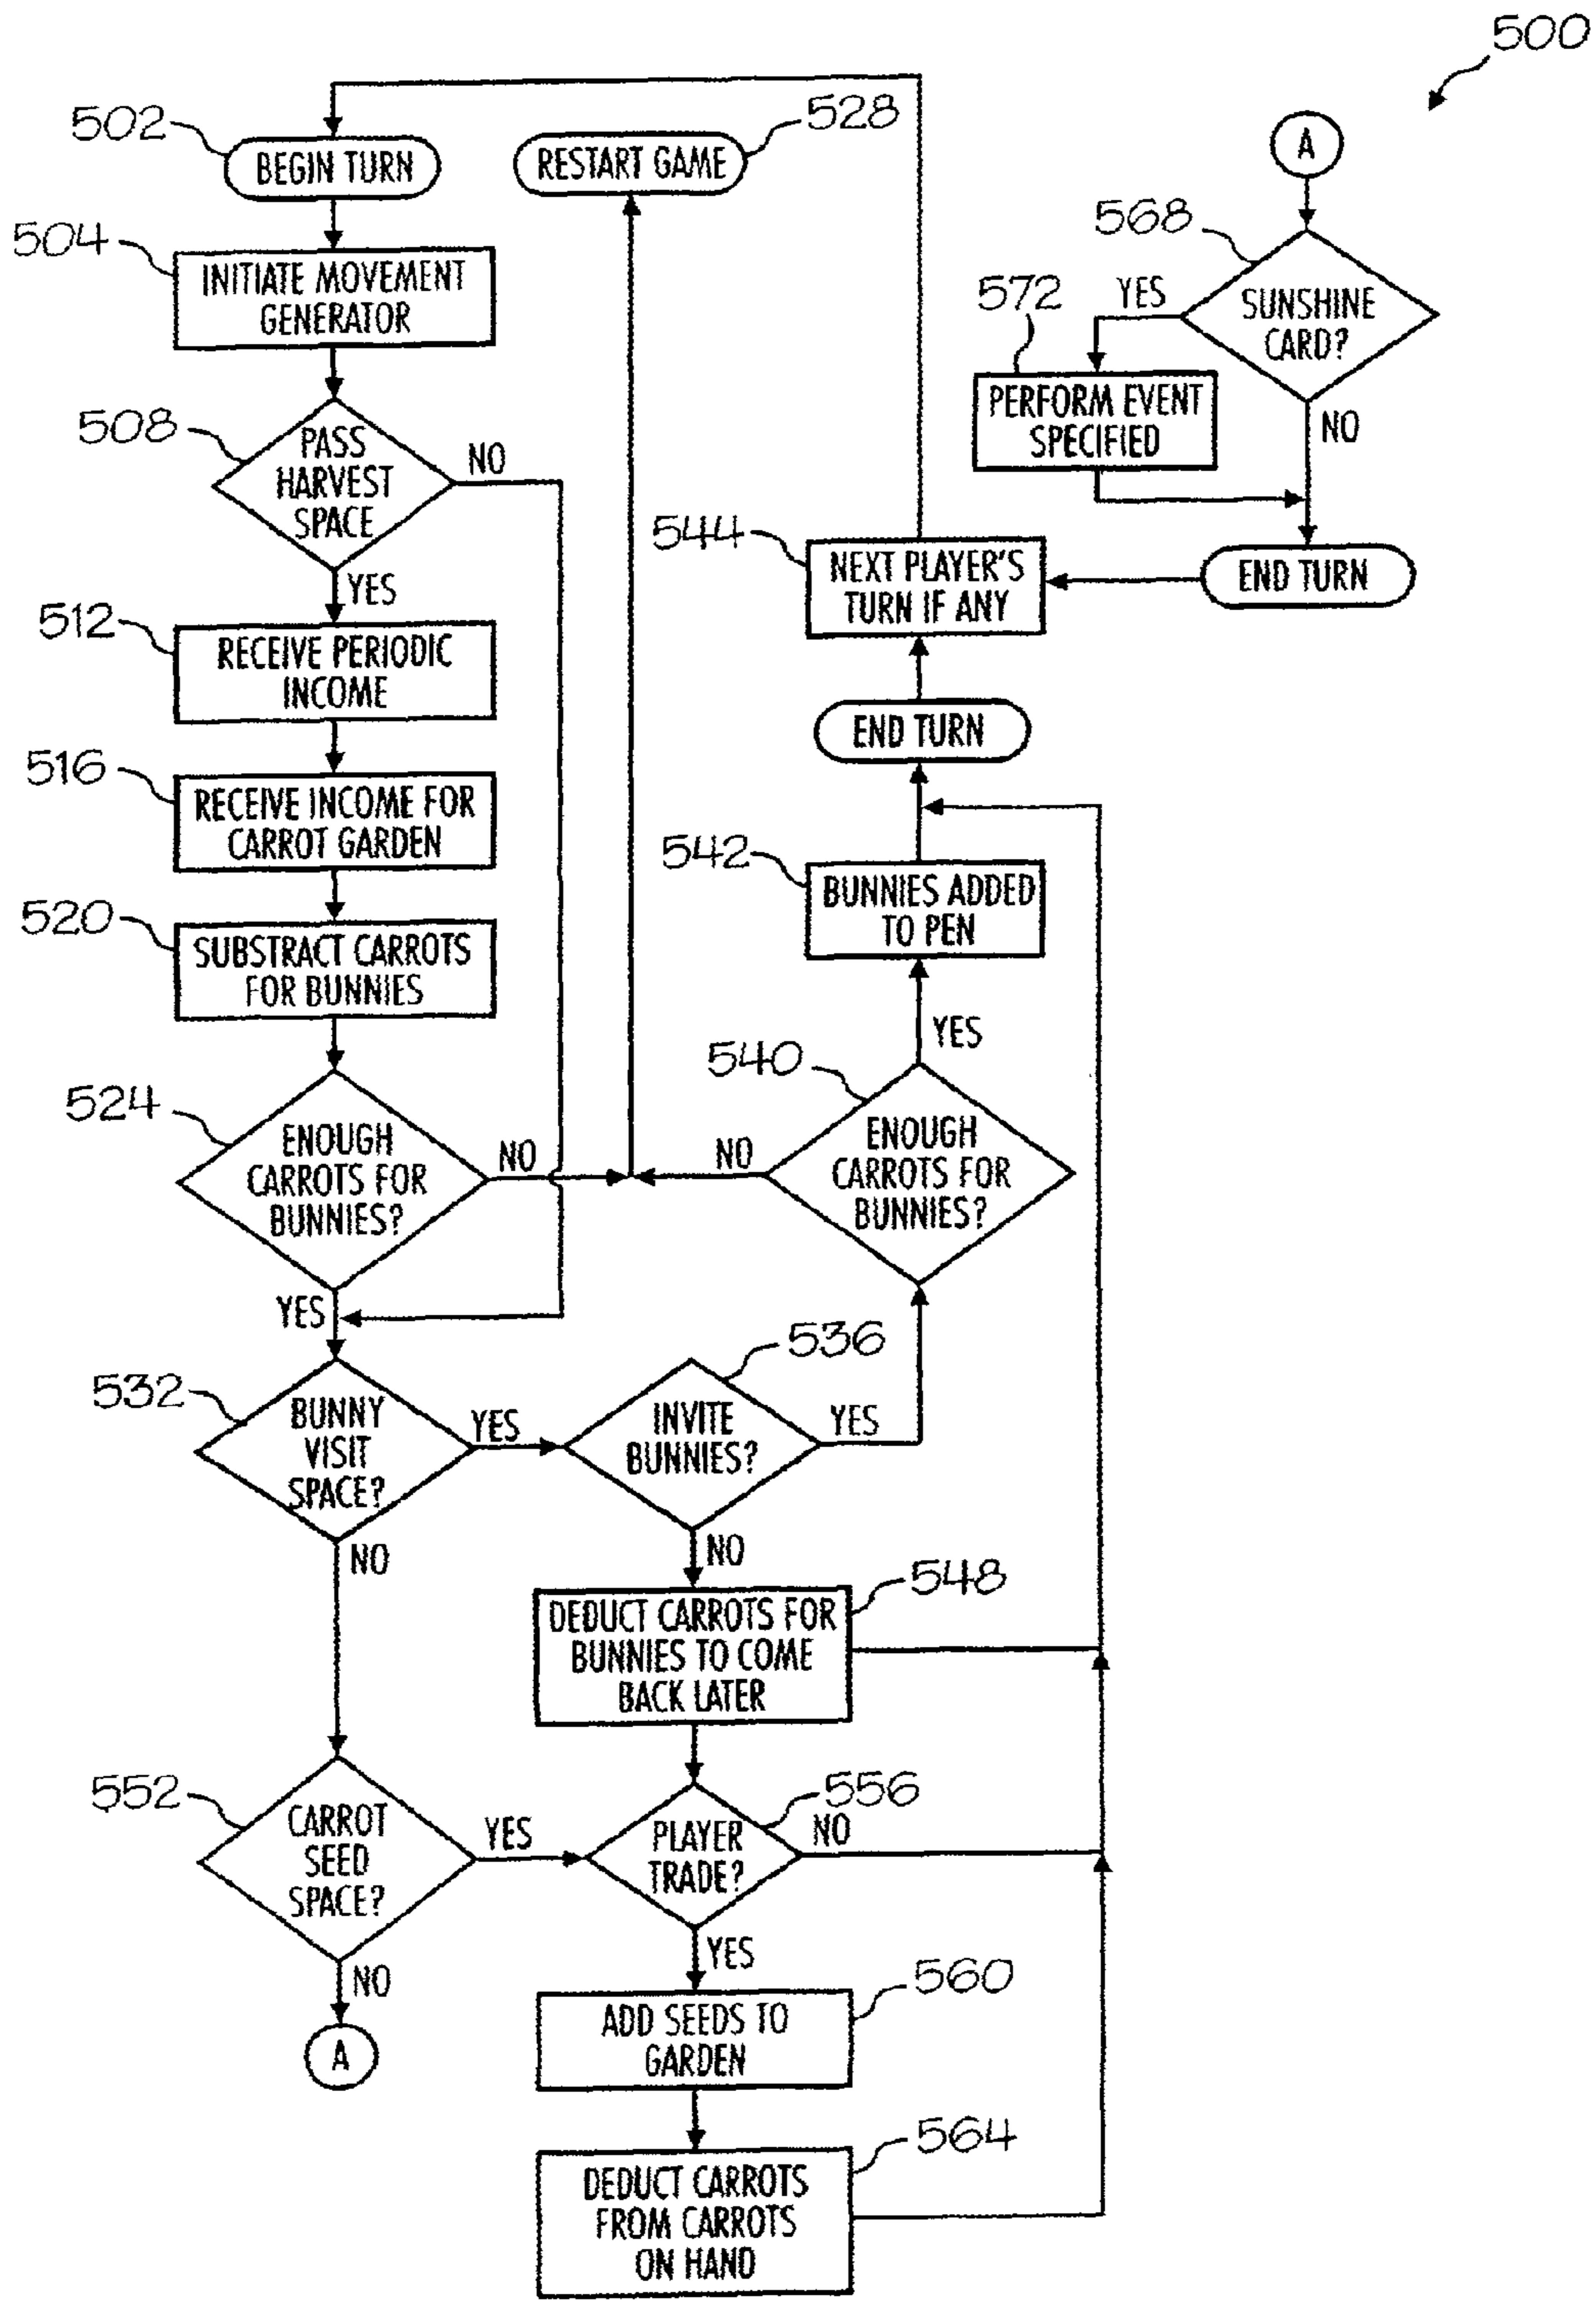 500
502
BEGIN TURN
528
RESTART GAME
A
504
INITIATE MOVEMENT
GENERATOR
568
SUNSHINE
CARD?
YES
NO
572
PERFORM EVENT
SPECIFIED
508
PASS
HARVEST
SPACE
NO
YES
544
NEXT PLAYER'S
TURN IF ANY
END TURN
512
RECEIVE PERIODIC
INCOME
END TURN
516
RECEIVE INCOME FOR
CARROT GARDEN
542
BUNNIES ADDED
TO PEN
520
SUBSTRACT CARROTS
FOR BUNNIES
YES
524
ENOUGH
CARROTS FOR
BUNNIES?
NO
YES
540
ENOUGH
CARROTS FOR
BUNNIES?
NO
532
BUNNY
VISIT
SPACE?
YES
NO
536
INVITE
BUNNIES?
YES
NO
548
DEDUCT CARROTS FOR
BUNNIES TO COME
BACK LATER
552
CARROT
SEED
SPACE?
YES
NO
A
556
PLAYER
TRADE?
NO
YES
560
ADD SEEDS TO
GARDEN
564
DEDUCT CARROTS
FROM CARROTS
ON HAND